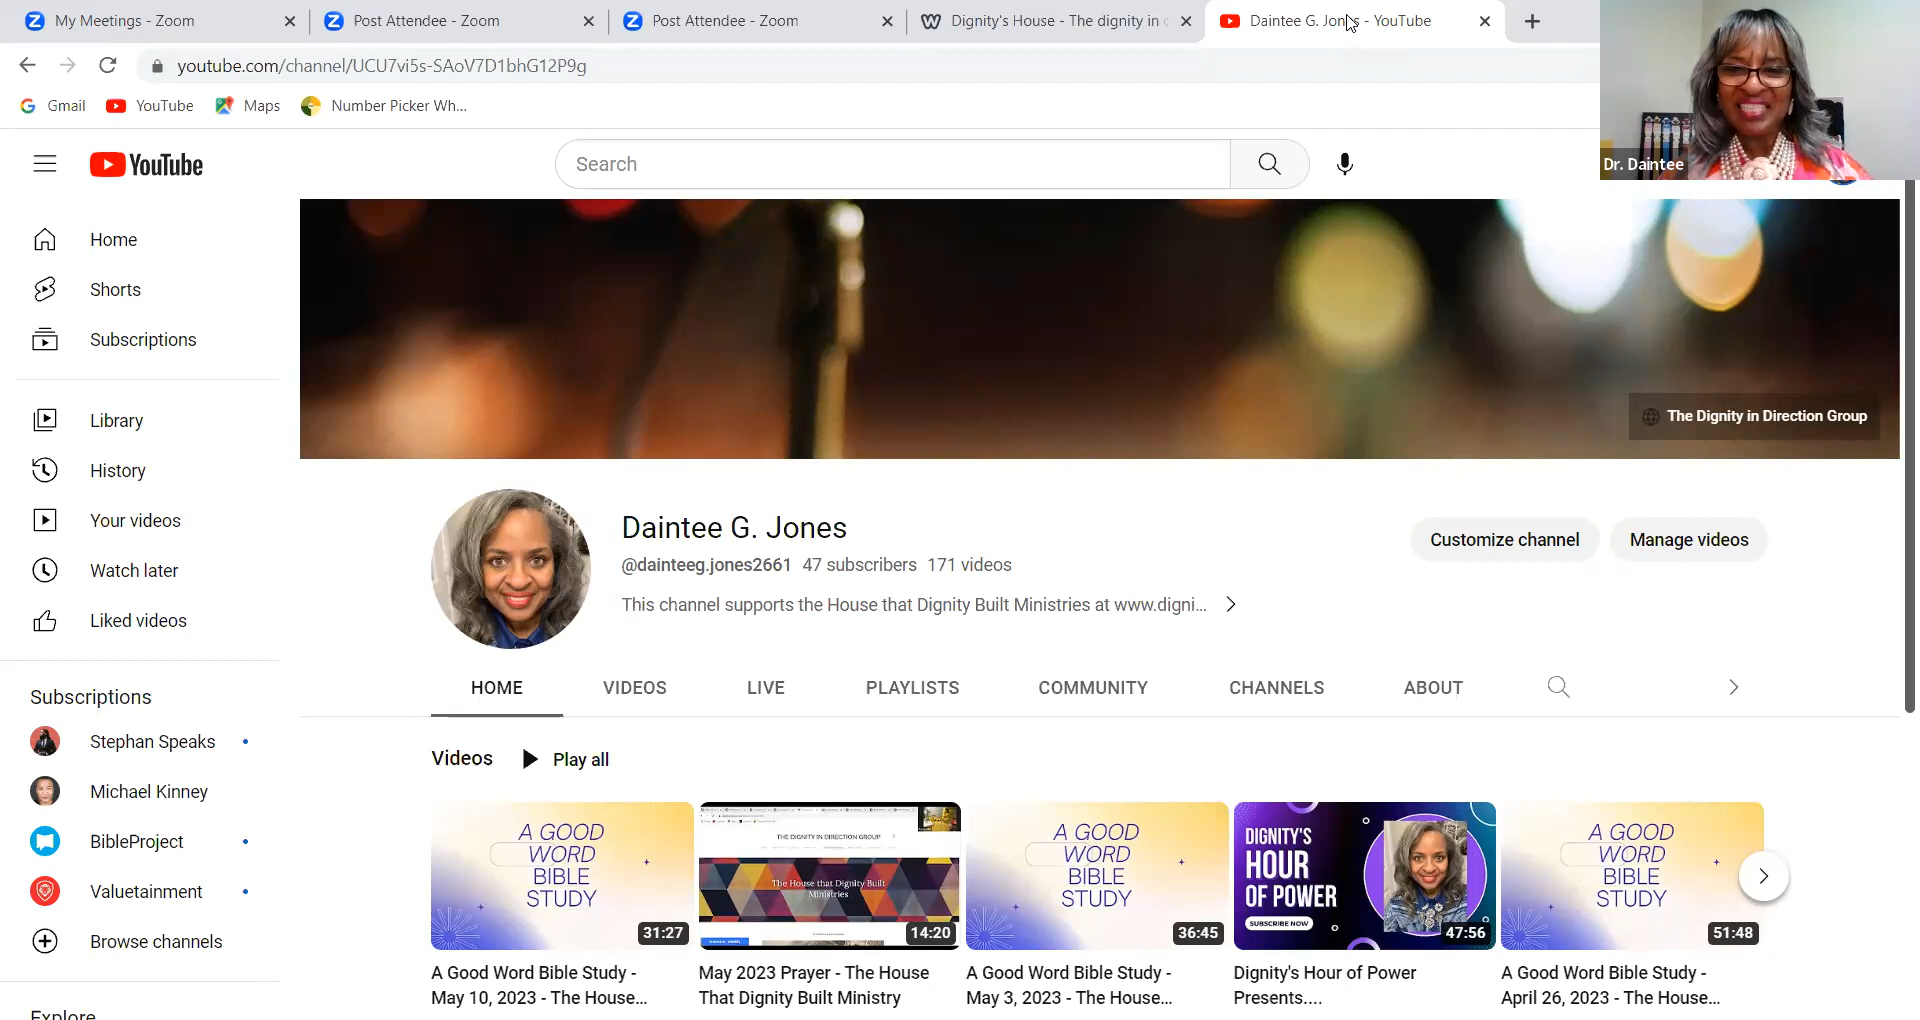 My Meetings - Zoom
Post Attendee - Zoom
Post Attendee - Zoom
Dignity's House - The dignity in
Daintee G. Jones - YouTube
youtube.com/channel/UCU7vi5s-SAoV7D1bhG12P9g
Gmail
YouTube
Maps
Number Picker Wh...
Dr. Daintee
YouTube
Search
Home
Shorts
Subscriptions
Library
History
Your videos
Watch later
Liked videos
Subscriptions
Stephan Speaks
Michael Kinney
BibleProject
Valuetainment
Browse channels
Explore
The Dignity in Direction Group
Daintee G. Jones
@dainteeg.jones2661 47 subscribers 171 videos
This channel supports the House that Dignity Built Ministries at www.digni...
Customize channel
Manage videos
HOME
VIDEOS
LIVE
PLAYLISTS
COMMUNITY
CHANNELS
ABOUT
Videos
Play all
A GOOD
WORD
BIBLE
STUDY
31:27
A Good Word Bible Study -
May 10, 2023 - The House...
THE DIGNITY IN DIRECTION GROUP
The House that Dignity Built
Ministries
14:20
May 2023 Prayer - The House
That Dignity Built Ministry
A GOOD
WORD
BIBLE
STUDY
36:45
A Good Word Bible Study -
May 3, 2023 - The House...
DIGNITY'S
HOUR
OF POWER
SUBSCRIBE NOW
47:56
Dignity's Hour of Power
Presents....
A GOOD
WORD
BIBLE
STUDY
51:48
A Good Word Bible Study -
April 26, 2023 - The House...